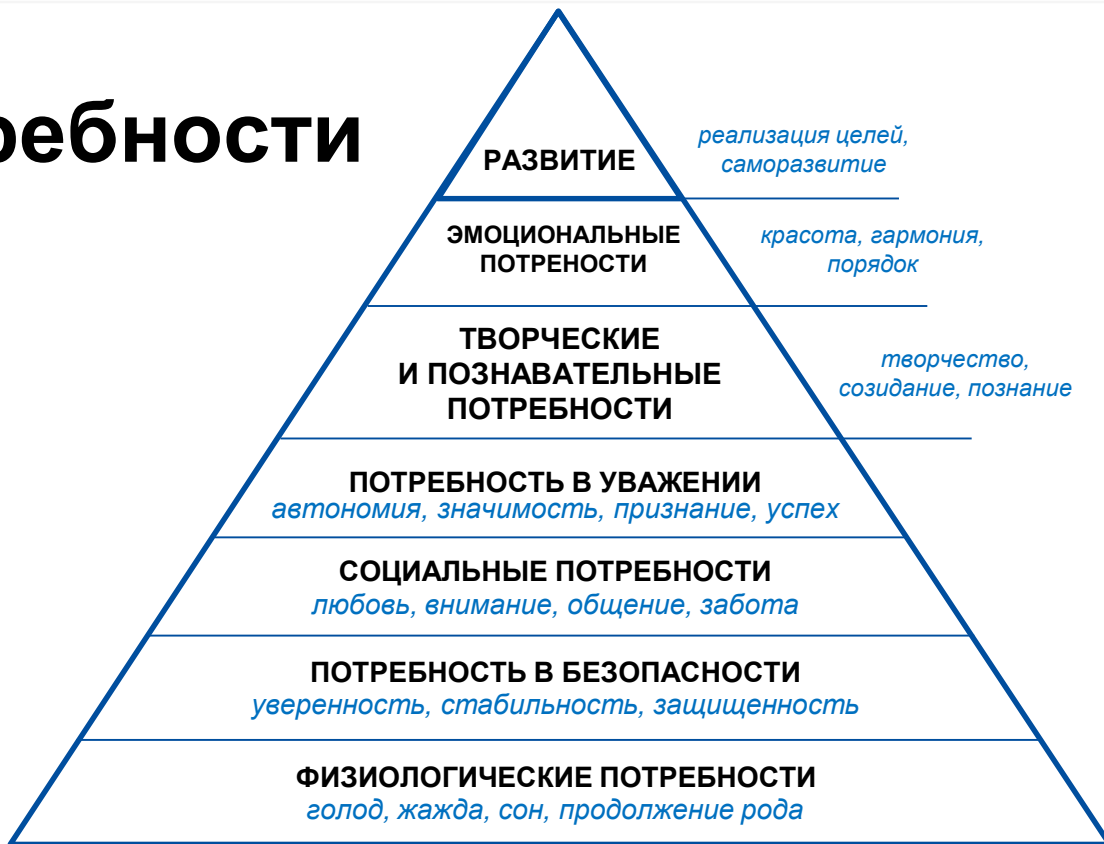 ребности
РАЗВИТИЕ
реализация целей,
саморазвитие
ЭМОЦИОНАЛЬНЫЕ
ПОТРЕНОСТИ
красота, гармония,
порядок
ТВОРЧЕСКИЕ
И ПОЗНАВАТЕЛЬНЫЕ
ПОТРЕБНОСТИ
творчество,
созидание, познание
ПОТРЕБНОСТЬ В УВАЖЕНИИ
автономия, значимость, признание, успех
СОЦИАЛЬНЫЕ ПОТРЕБНОСТИ
любовь, внимание, общение, забота
ПОТРЕБНОСТЬ В БЕЗОПАСНОСТИ
уверенность, стабильность, защищенность
ФИЗИОЛОГИЧЕСКИЕ ПОТРЕБНОСТИ
голод, жажда, сон, продолжение рода